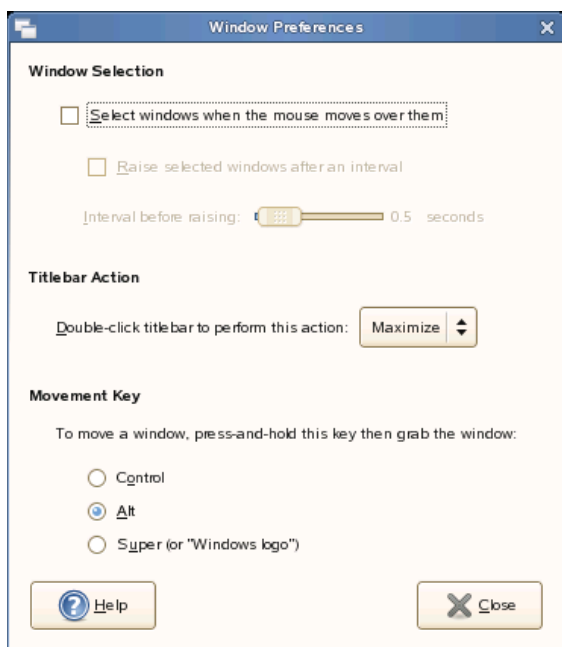 Window Preferences
Window Selection
Select windows when the mouse moves over them
Raise selected windows after an interval
Interval before raising: 0.5 seconds
Titlebar Action
Double-click titlebar to perform this action: Maximize
Movement Key
To move a window, press-and-hold this key then grab the window:
Control
Alt
Super (or "Windows logo")
Help Close